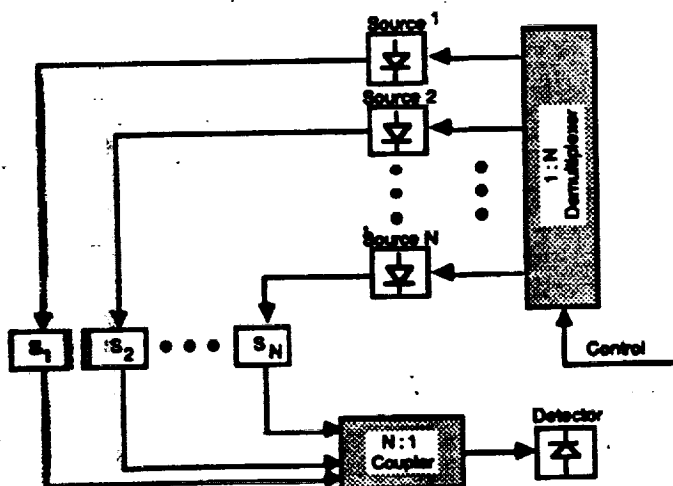 Source 1
Source 2
Source N
1 : N
Demultiplexer
S1
S2
SN
Control
N : 1
Coupler
Detector